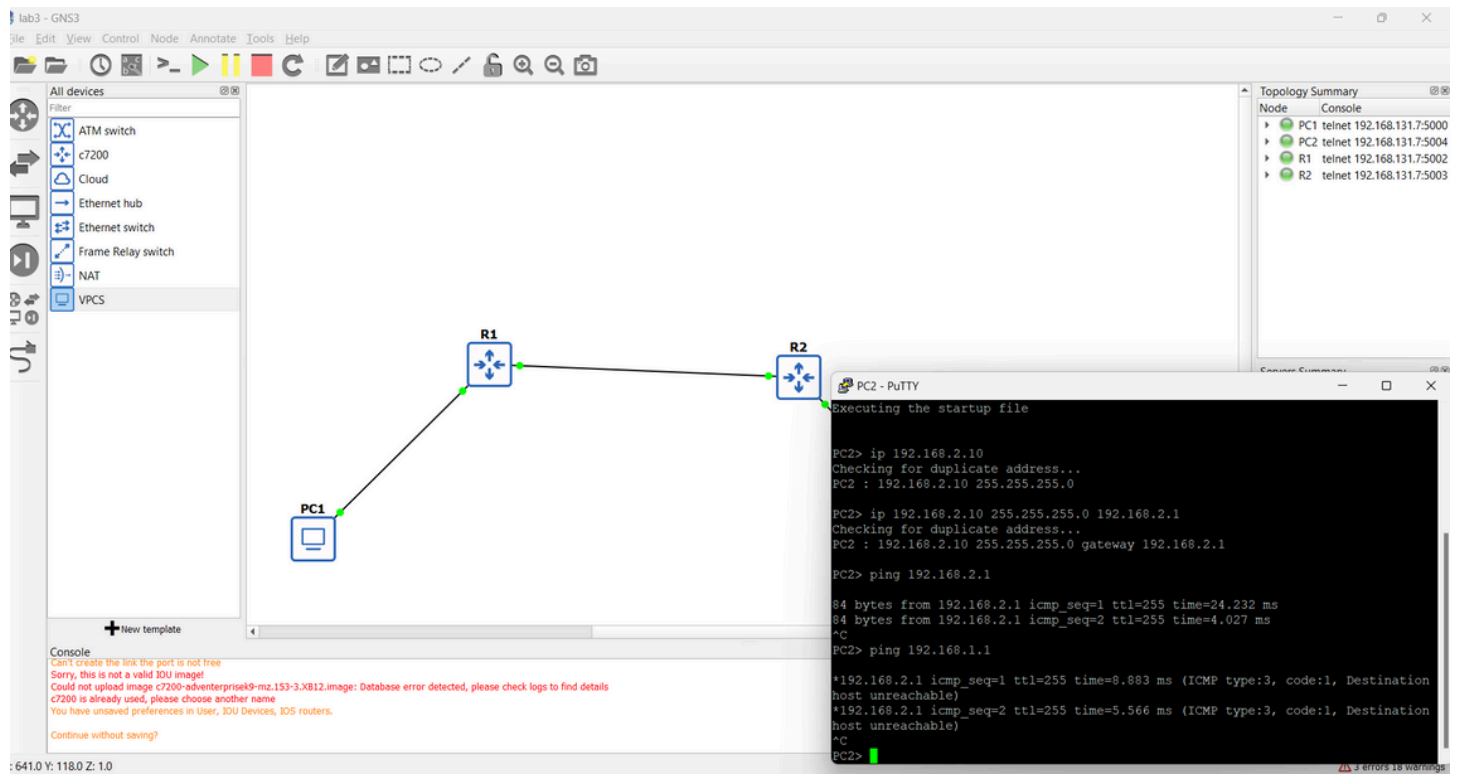 lab3 - GNS3
File Edit View Control Node Annotate Tools Help
All devices
Filter
ATM switch
c7200
Cloud
Ethernet hub
Ethernet switch
Frame Relay switch
NAT
VPCS
New template
R1
R2
PC1
Topology Summary
Node Console
PC1 telnet 192.168.131.7:5000
PC2 telnet 192.168.131.7:5004
R1 telnet 192.168.131.7:5002
R2 telnet 192.168.131.7:5003
Servers Summary
PC2 - PuTTY
Executing the startup file
PC2> ip 192.168.2.10
Checking for duplicate address...
PC2 : 192.168.2.10 255.255.255.0
PC2> ip 192.168.2.10 255.255.255.0 192.168.2.1
Checking for duplicate address...
PC2 : 192.168.2.10 255.255.255.0 gateway 192.168.2.1
PC2> ping 192.168.2.1
84 bytes from 192.168.2.1 icmp_seq=1 ttl=255 time=24.232 ms
84 bytes from 192.168.2.1 icmp_seq=2 ttl=255 time=4.027 ms
^C
PC2> ping 192.168.1.1
*192.168.2.1 icmp_seq=1 ttl=255 time=8.883 ms (ICMP type:3, code:1, Destination
host unreachable)
*192.168.2.1 icmp_seq=2 ttl=255 time=5.566 ms (ICMP type:3, code:1, Destination
host unreachable)
^C
PC2>
Console
Can't create the link the port is not free
Sorry, this is not a valid IOU image!
Could not upload image c7200-adventerprisek9-mz.153-3.XB12.image: Database error detected, please check logs to find details
c7200 is already used, please choose another name
You have unsaved preferences in User, IOU Devices, IOS routers.
Continue without saving?
: 641.0 Y: 118.0 Z: 1.0
3 errors 18 warnings